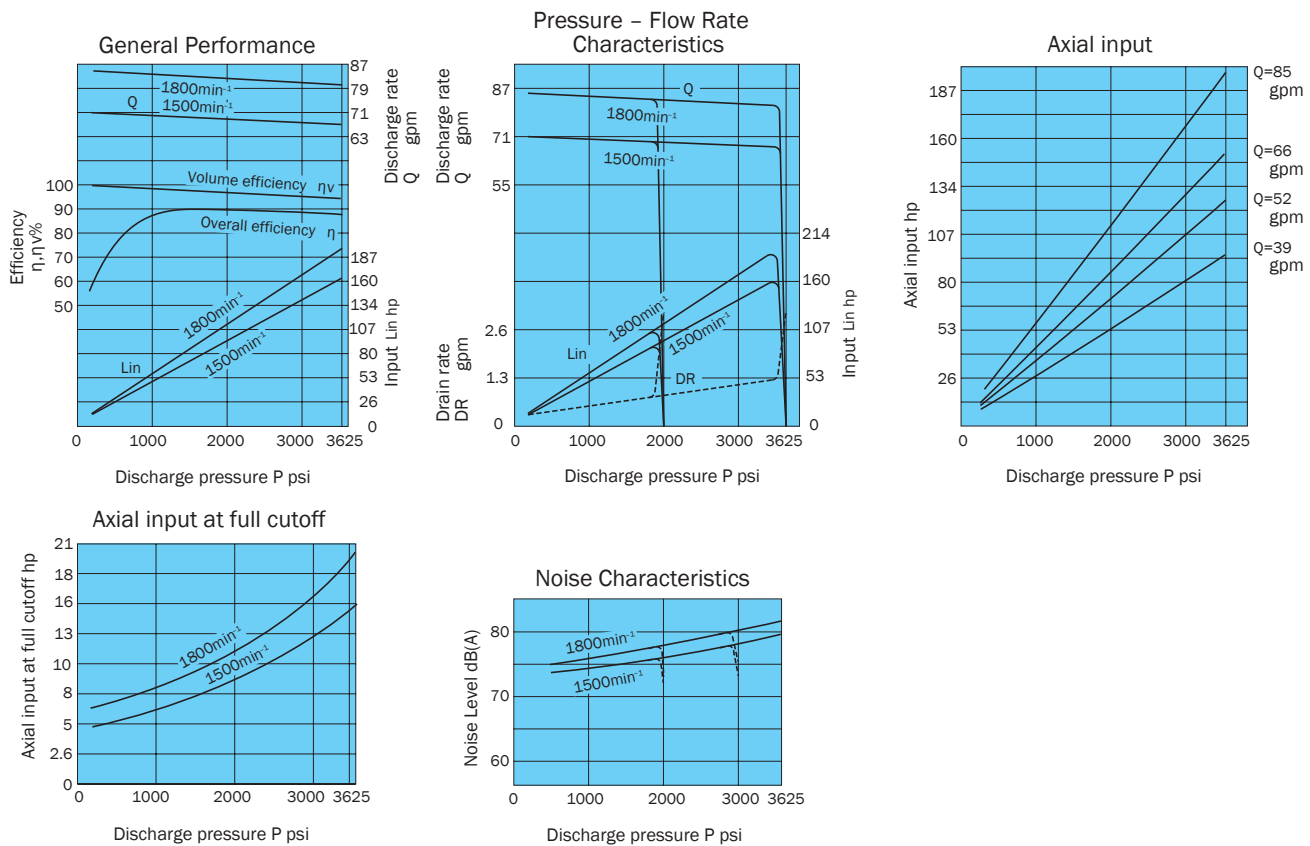 General Performance
87
79
71
63
Discharge rate
Q gpm
1800min⁻¹
Q 1500min⁻¹
Volume efficiency ηv
Overall efficiency η
100
90
80
70
60
50
Efficiency
η,ηv%
187
160
134
107
80
53
26
0
Input Lin hp
1800min⁻¹
1500min⁻¹
Lin
0 1000 2000 3000 3625
Discharge pressure P psi
Pressure – Flow Rate
Characteristics
Discharge rate
Q gpm
87
71
55
Q
1800min⁻¹
1500min⁻¹
2.6
1.3
0
Drain rate
DR gpm
214
160
107
53
0
Input Lin hp
1800min⁻¹
1500min⁻¹
Lin
DR
0 1000 2000 3000 3625
Discharge pressure P psi
Axial input
Axial input hp
187
160
134
107
80
53
26
Q=85
gpm
Q=66
gpm
Q=52
gpm
Q=39
gpm
0 1000 2000 3000 3625
Discharge pressure P psi
Axial input at full cutoff
Axial input at full cutoff hp
21
18
16
13
10
8
5
2.6
0
1800min⁻¹
1500min⁻¹
0 1000 2000 3000 3625
Discharge pressure P psi
Noise Characteristics
Noise Level dB(A)
80
70
60
1800min⁻¹
1500min⁻¹
0 1000 2000 3000 3625
Discharge pressure P psi